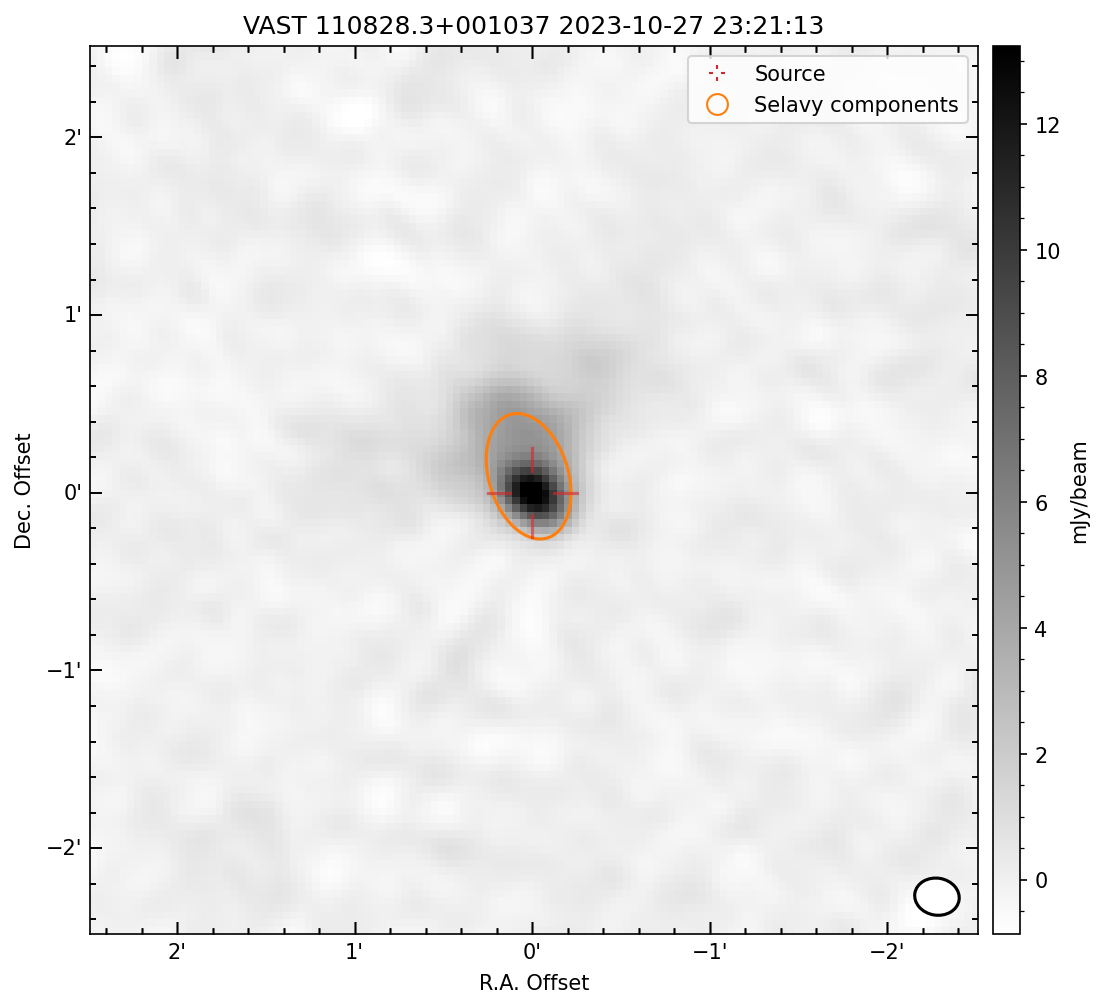 VAST 110828.3+001037 2023-10-27 23:21:13
Source
Selavy components
2'
1'
0'
−1'
−2'
Dec. Offset
2'
1'
0'
−1'
−2'
R.A. Offset
12
10
8
6
4
2
0
mJy/beam